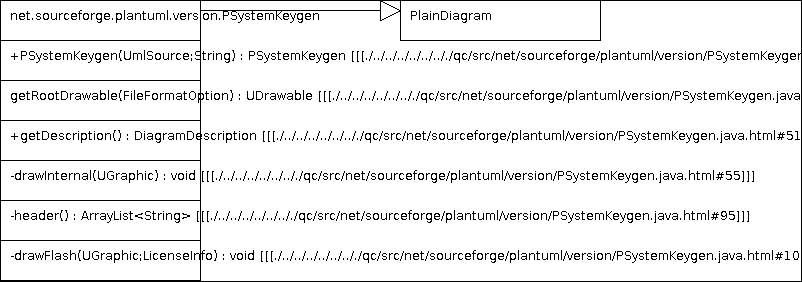 net.sourceforge.plantuml.version.PSystemKeygen
PlainDiagram
+PSystemKeygen(UmlSource;String) : PSystemKeygen [[[./../../../../../../../qc/src/net/sourceforge/plantuml/version/PSystemKeygen
getRootDrawable(FileFormatOption) : UDrawable [[[./../../../../../../../qc/src/net/sourceforge/plantuml/version/PSystemKeygen.java
+getDescription() : DiagramDescription [[[./../../../../../../../qc/src/net/sourceforge/plantuml/version/PSystemKeygen.java.html#51
-drawInternal(UGraphic) : void [[[./../../../../../../../qc/src/net/sourceforge/plantuml/version/PSystemKeygen.java.html#55]]]
-header() : ArrayList<String> [[[./../../../../../../../qc/src/net/sourceforge/plantuml/version/PSystemKeygen.java.html#95]]]
-drawFlash(UGraphic;LicenseInfo) : void [[[./../../../../../../../qc/src/net/sourceforge/plantuml/version/PSystemKeygen.java.html#10